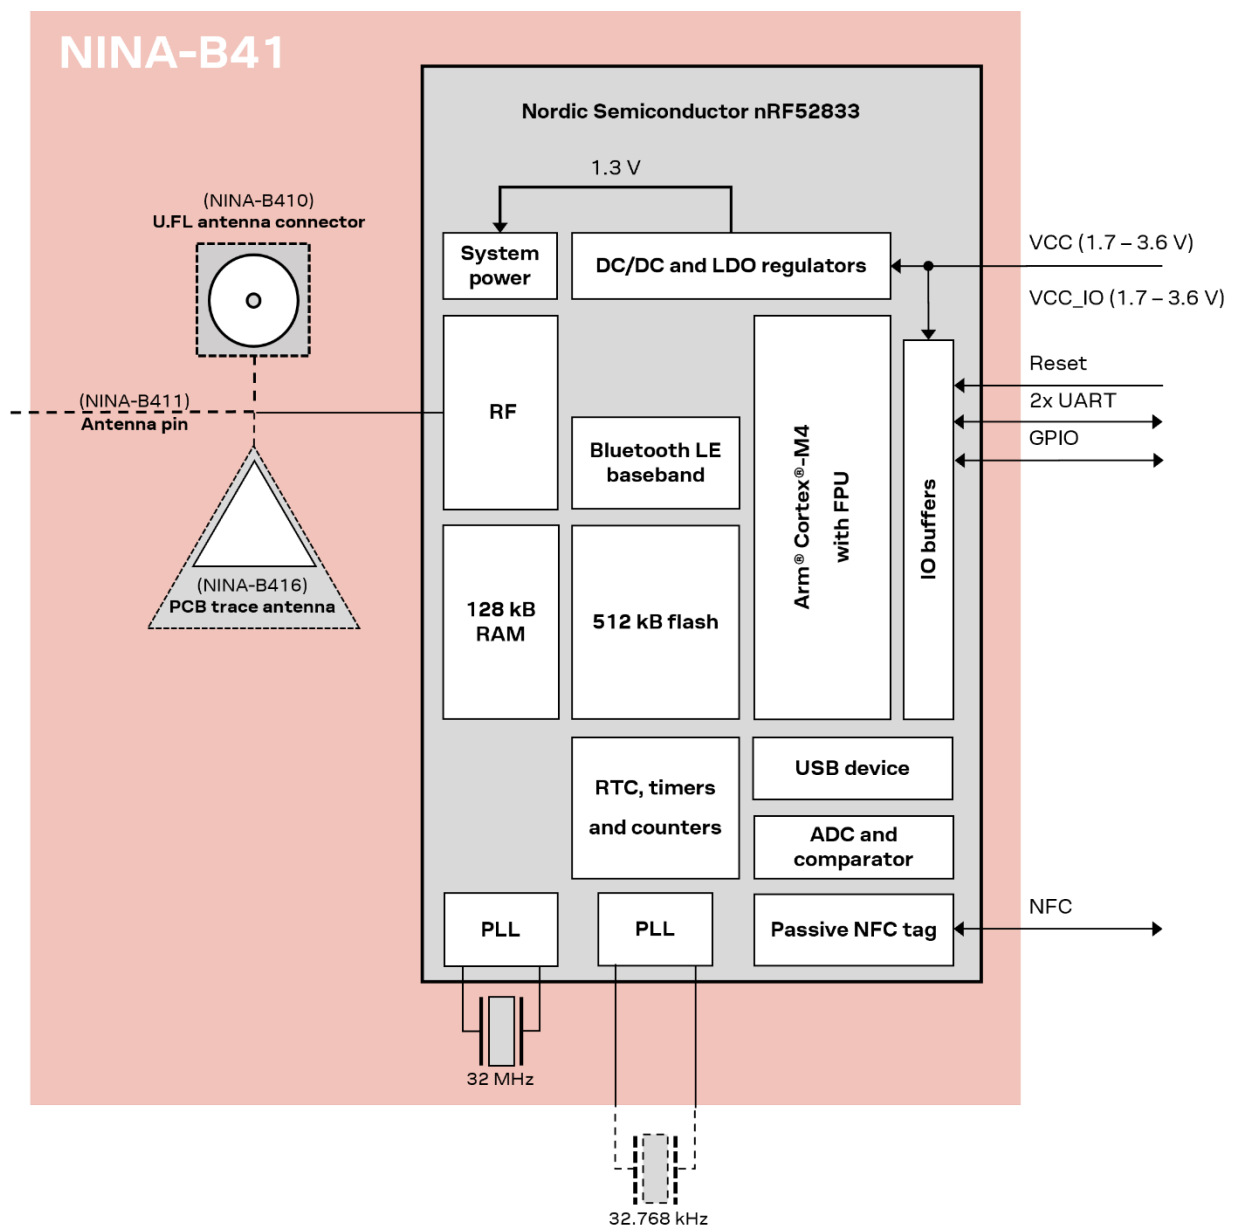 NINA-B41
Nordic Semiconductor nRF52833
1.3 V
(NINA-B410)
U.FL antenna connector
System
power
DC/DC and LDO regulators
VCC (1.7 – 3.6 V)
VCC_IO (1.7 – 3.6 V)
Reset
2x UART
GPIO
(NINA-B411)
Antenna pin
RF
Bluetooth LE
baseband
Arm® Cortex®-M4
with FPU
IO buffers
(NINA-B416)
PCB trace antenna
128 kB
RAM
512 kB flash
RTC, timers
and counters
USB device
ADC and
comparator
PLL
PLL
Passive NFC tag
NFC
32 MHz
32.768 kHz